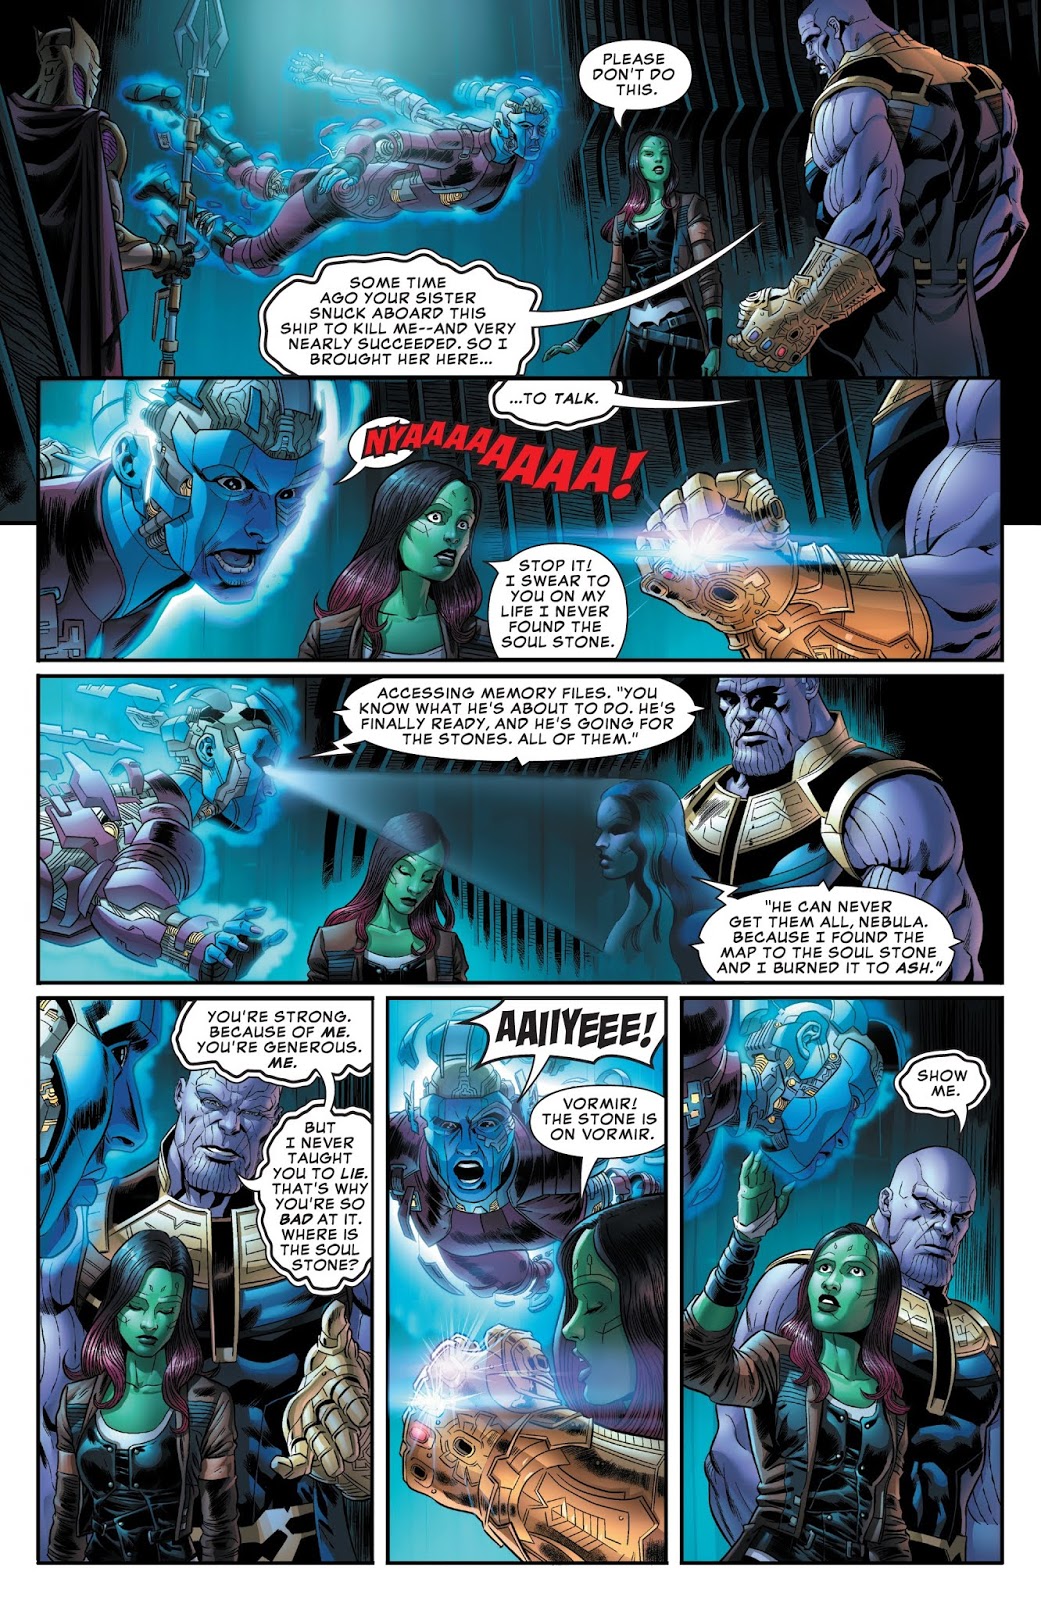 PLEASE
DON'T DO
THIS.
SOME TIME
AGO YOUR SISTER
SNUCK ABOARD THIS
SHIP TO KILL ME--AND VERY
NEARLY SUCCEEDED. SO I
BROUGHT HER HERE...
...TO TALK.
NYAAAAAAAAAA!
STOP IT!
I SWEAR TO
YOU ON MY
LIFE I NEVER
FOUND THE
SOUL STONE.
ACCESSING MEMORY FILES. "YOU
KNOW WHAT HE'S ABOUT TO DO. HE'S
FINALLY READY, AND HE'S GOING FOR
THE STONES. ALL OF THEM."
"HE CAN NEVER
GET THEM ALL, NEBULA.
BECAUSE I FOUND THE
MAP TO THE SOUL STONE
AND I BURNED IT TO ASH."
YOU'RE STRONG.
BECAUSE OF ME.
YOU'RE GENEROUS.
ME.
BUT
I NEVER
TAUGHT
YOU TO LIE.
THAT'S WHY
YOU'RE SO
BAD AT IT.
WHERE IS
THE SOUL
STONE?
AAIIYEEE!
VORMIR!
THE STONE IS
ON VORMIR.
SHOW
ME.